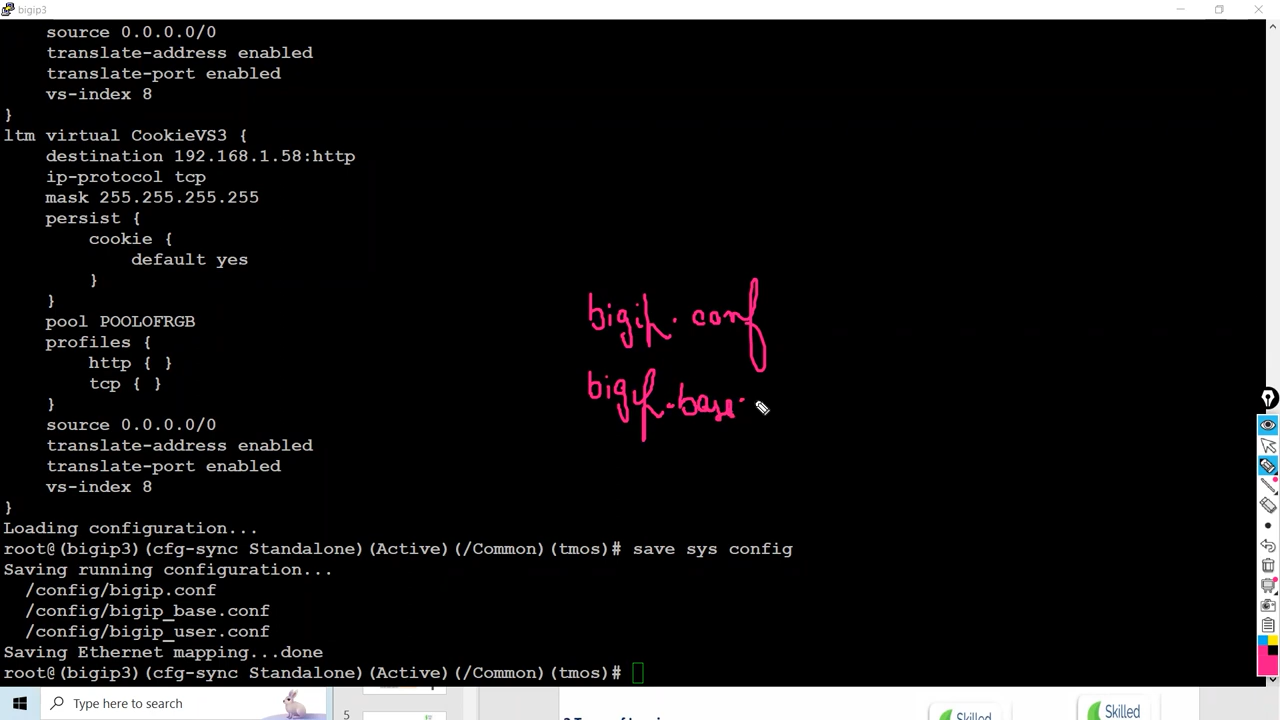 bigip3
source 0.0.0.0/0
translate-address enabled
translate-port enabled
vs-index 8
}
ltm virtual CookieVS3 {
destination 192.168.1.58:http
ip-protocol tcp
mask 255.255.255.255
persist {
cookie {
default yes
}
}
pool POOLOFRGB
profiles {
http { }
tcp { }
}
source 0.0.0.0/0
translate-address enabled
translate-port enabled
vs-index 8
}
bigip.conf
bigip.base.
Loading configuration...
root@(bigip3)(cfg-sync Standalone)(Active)(/Common)(tmos)# save sys config
Saving running configuration...
/config/bigip.conf
/config/bigip_base.conf
/config/bigip_user.conf
Saving Ethernet mapping...done
root@(bigip3)(cfg-sync Standalone)(Active)(/Common)(tmos)#
Type here to search
5
Skilled
Skilled